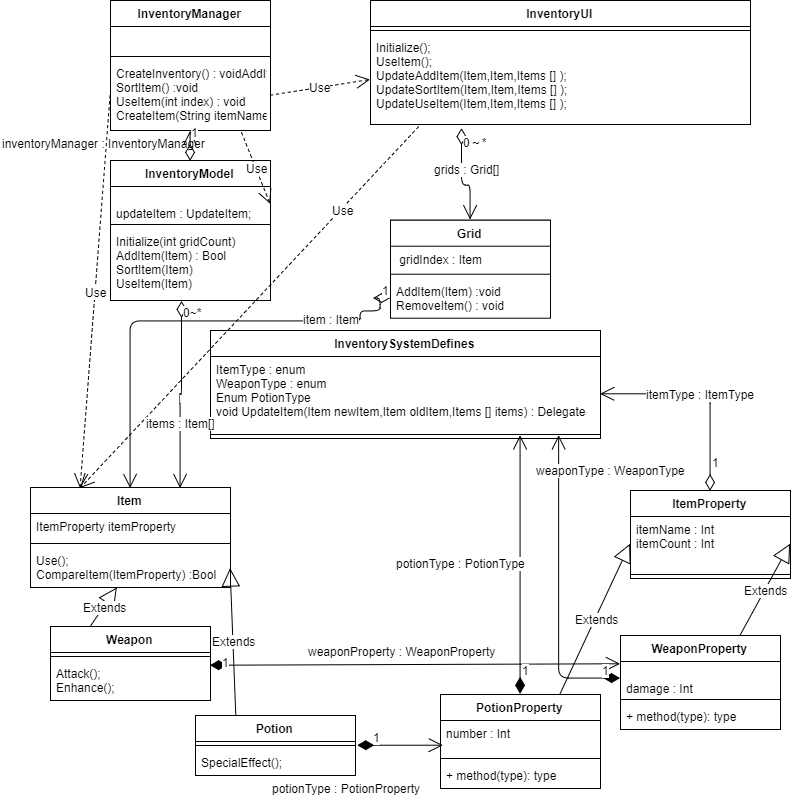 InventoryManager
CreateInventory() : voidAddI
SortItem() :void
UseItem(int index) : void
CreateItem(String itemName
InventoryUI
Initialize();
UseItem();
UpdateAddItem(Item,Item,Items [] );
UpdateSortItem(Item,Item,Items [] );
UpdateUseItem(Item,Item,Items [] );
Use
1
inventoryManager : InventoryManager
0 ~ *
grids : Grid[]
InventoryModel
updateItem : UpdateItem;
Initialize(int gridCount)
AddItem(Item) : Bool
SortItem(Item)
UseItem(Item)
Use
Use
Use
Grid
gridIndex : Item
AddItem(Item) :void
RemoveItem() : void
1
item : Item
0~*
items : Item[]
InventorySystemDefines
ItemType : enum
WeaponType : enum
Enum PotionType
void UpdateItem(Item newItem,Item oldItem,Items [] items) : Delegate
itemType : ItemType
1
weaponType : WeaponType
Item
ItemProperty itemProperty
Use();
CompareItem(ItemProperty) :Bool
ItemProperty
itemName : Int
itemCount : Int
potionType : PotionType
Extends
Extends
Extends
Extends
Weapon
Attack();
Enhance();
1
weaponProperty : WeaponProperty
WeaponProperty
damage : Int
+ method(type): type
1
1
Potion
SpecialEffect();
1
potionType : PotionProperty
PotionProperty
number : Int
+ method(type): type